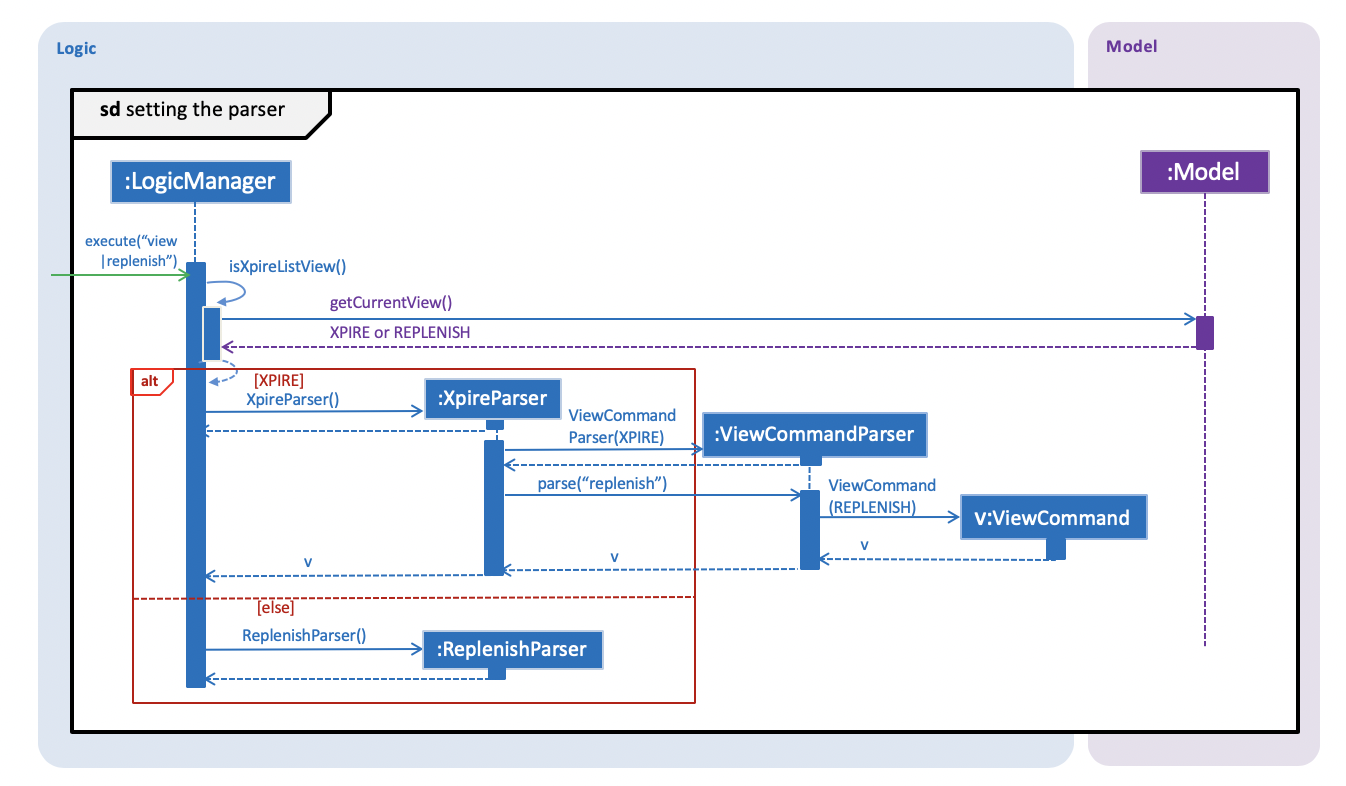 Logic
Model
sd setting the parser
:LogicManager
:Model
execute(“view
|replenish”)
isXpireListView()
getCurrentView()
XPIRE or REPLENISH
alt
[XPIRE]
XpireParser()
:XpireParser
ViewCommand
Parser(XPIRE)
:ViewCommandParser
parse(“replenish”)
ViewCommand
(REPLENISH)
v:ViewCommand
v
v
v
[else]
ReplenishParser()
:ReplenishParser